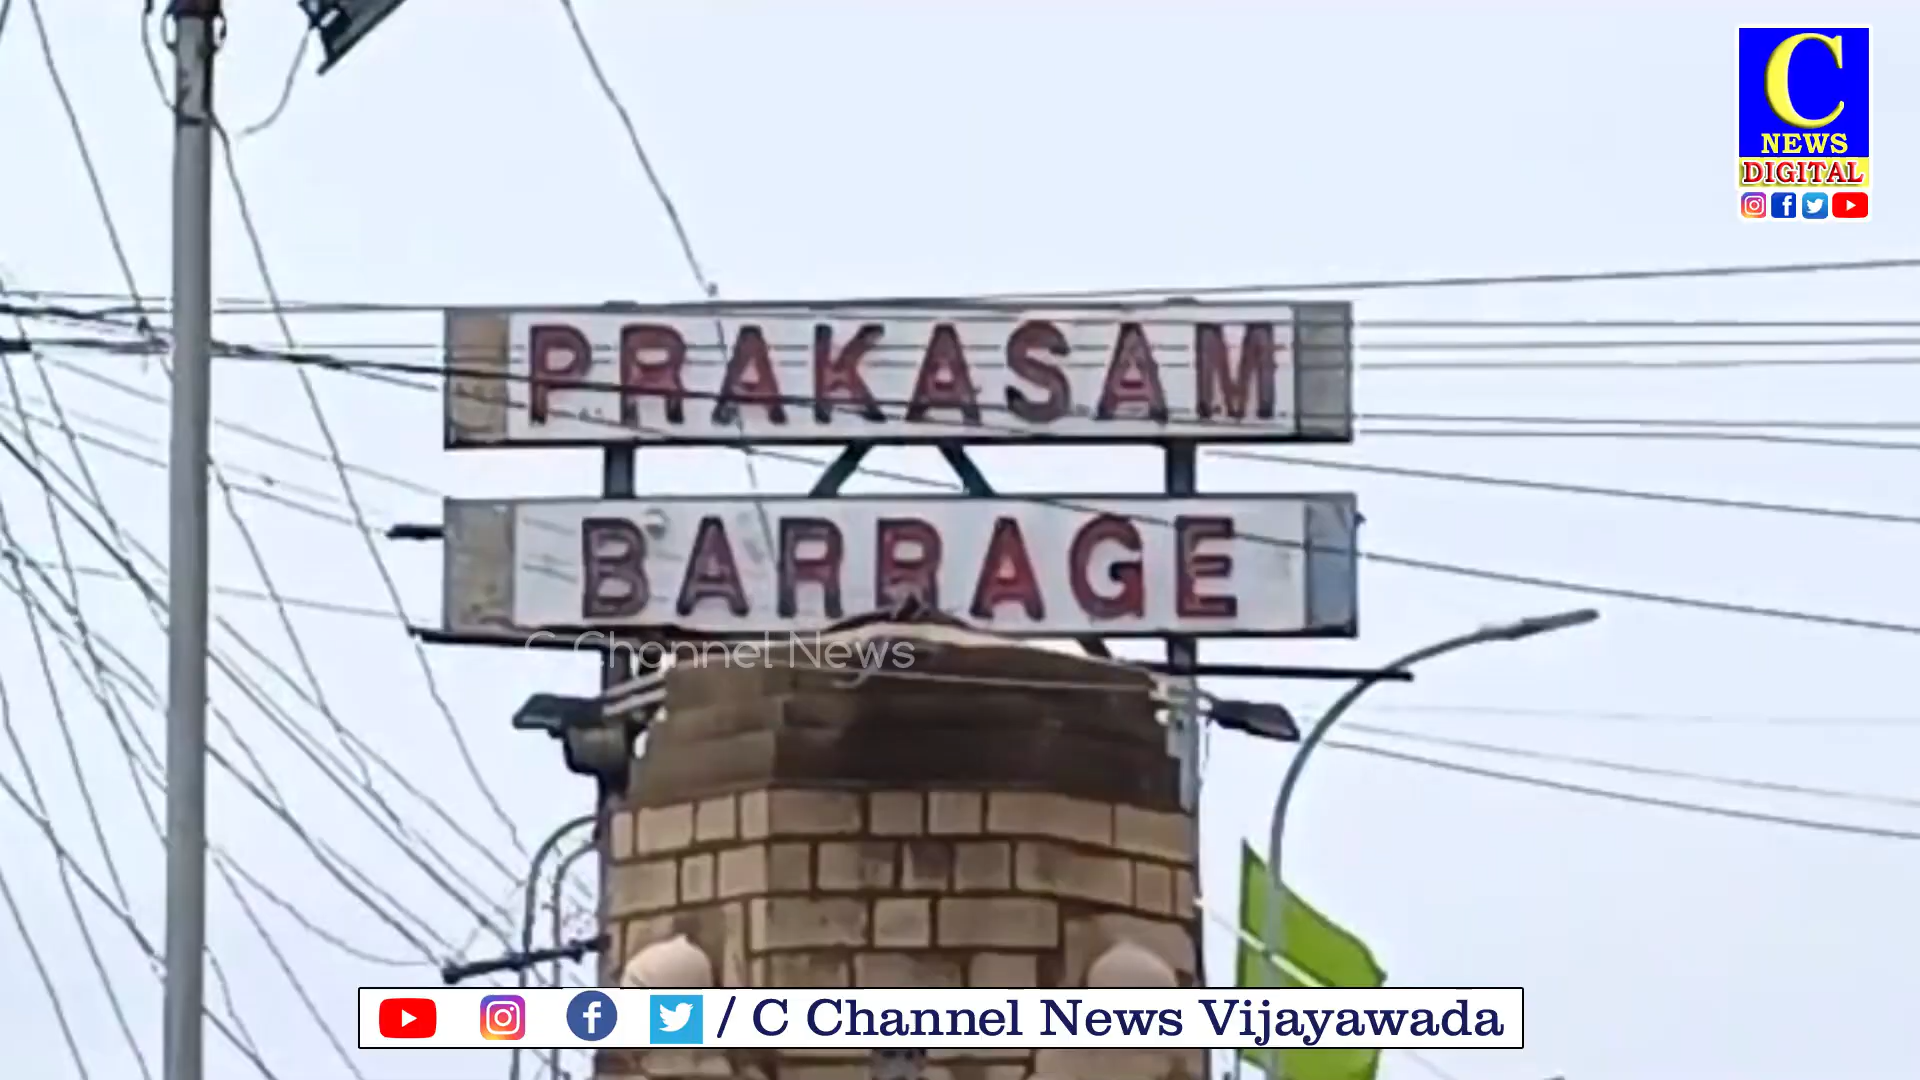 C
NEWS
DIGITAL
PRAKASAM
BARRAGE
C Channel News
/ C Channel News Vijayawada